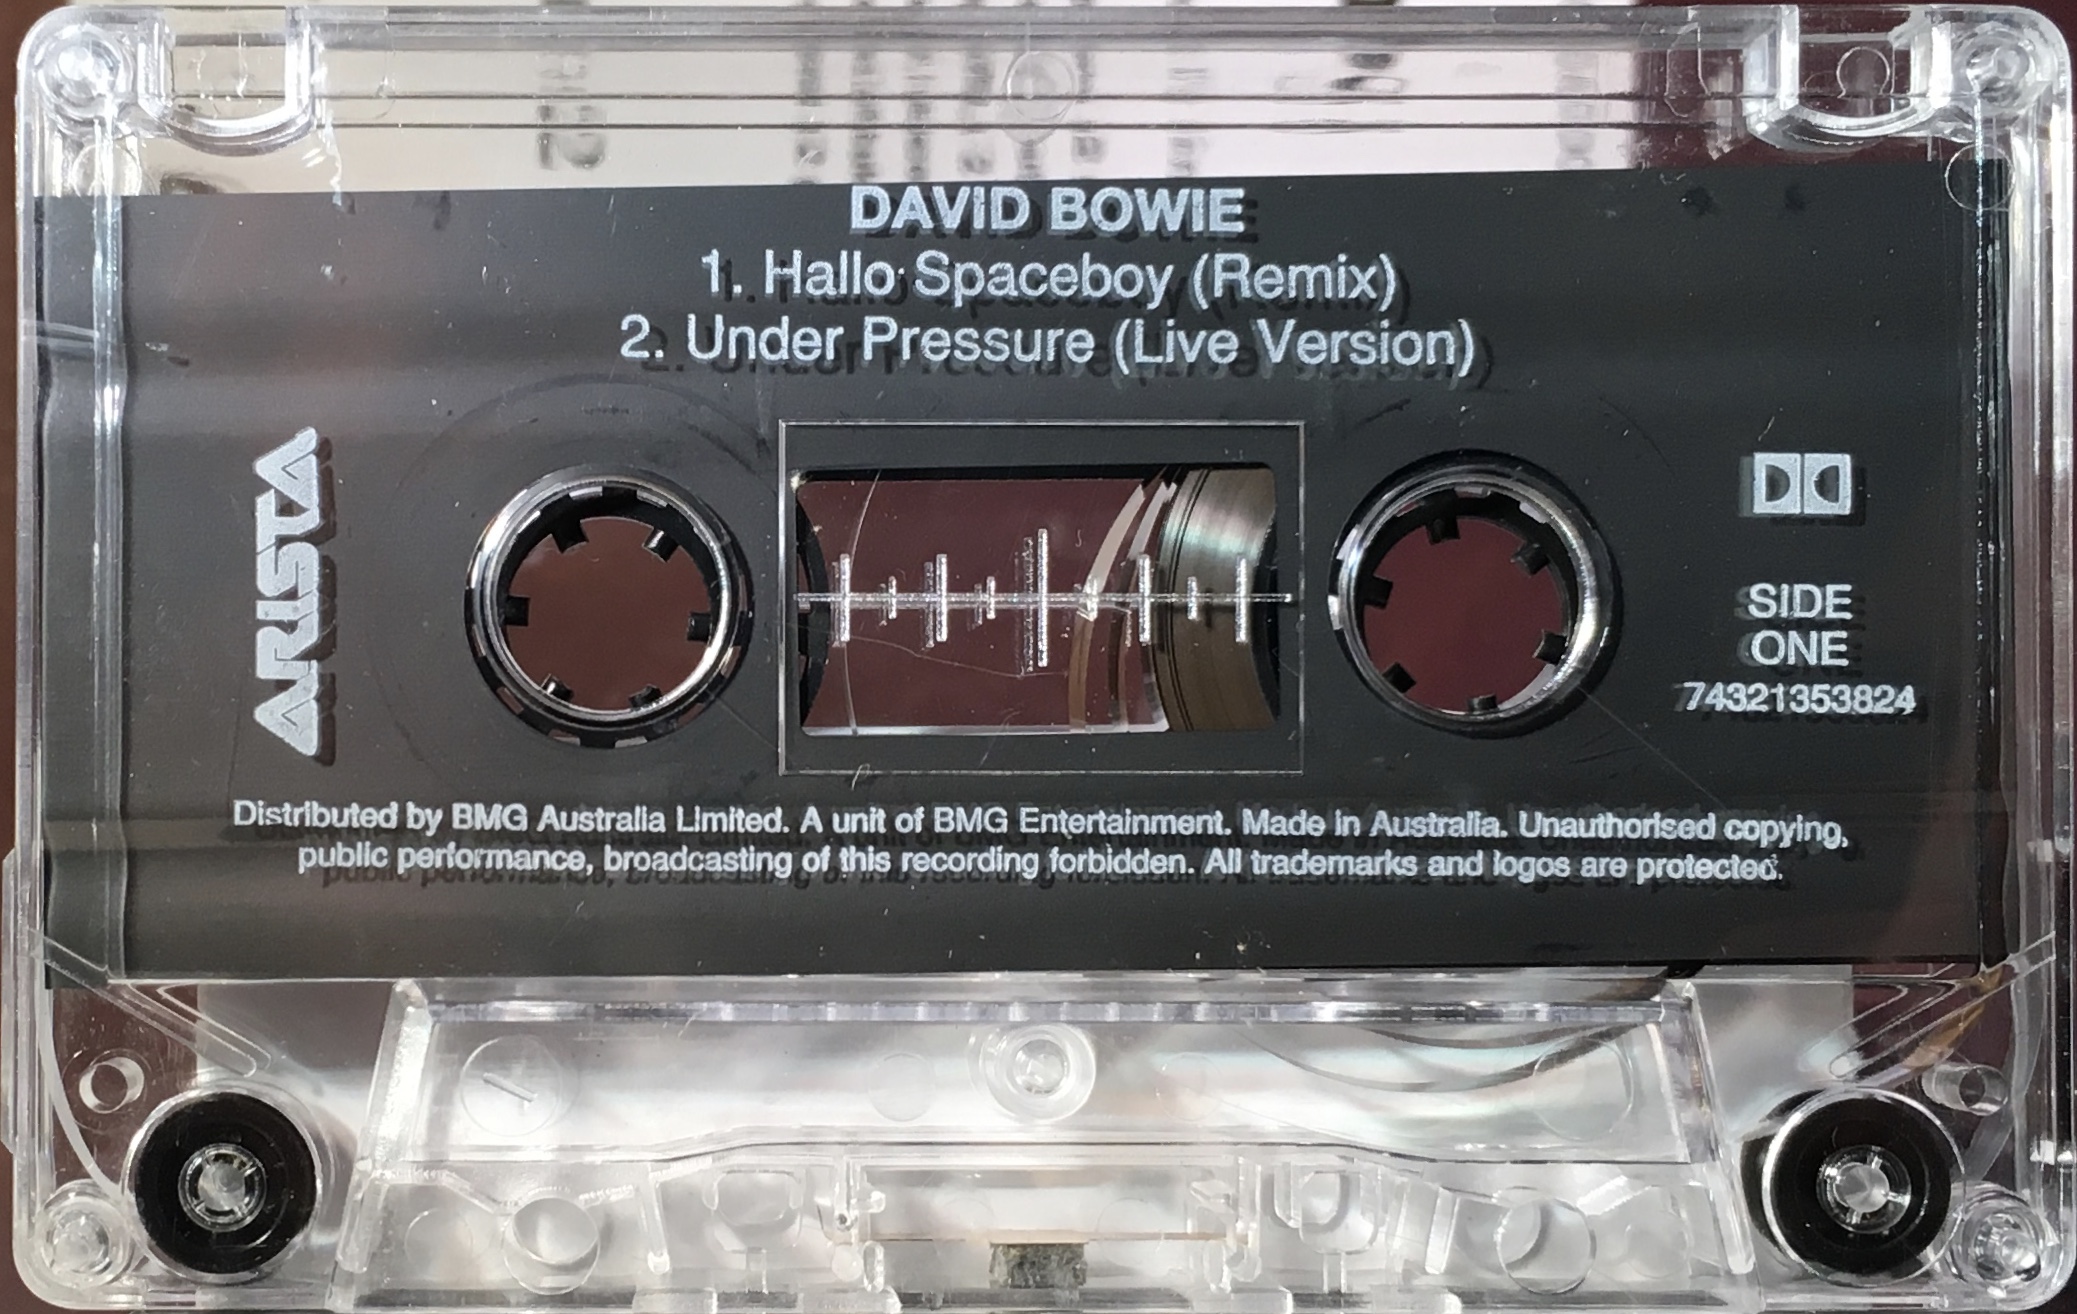 DAVID BOWIE
1. Hallo Spaceboy (Remix)
2. Under Pressure (Live Version)
ARISTA
SIDE
ONE
74321353824
Distributed by BMG Australia Limited. A unit of BMG Entertainment. Made in Australia. Unauthorised copying,
public performance, broadcasting of this recording forbidden. All trademarks and logos are protected.